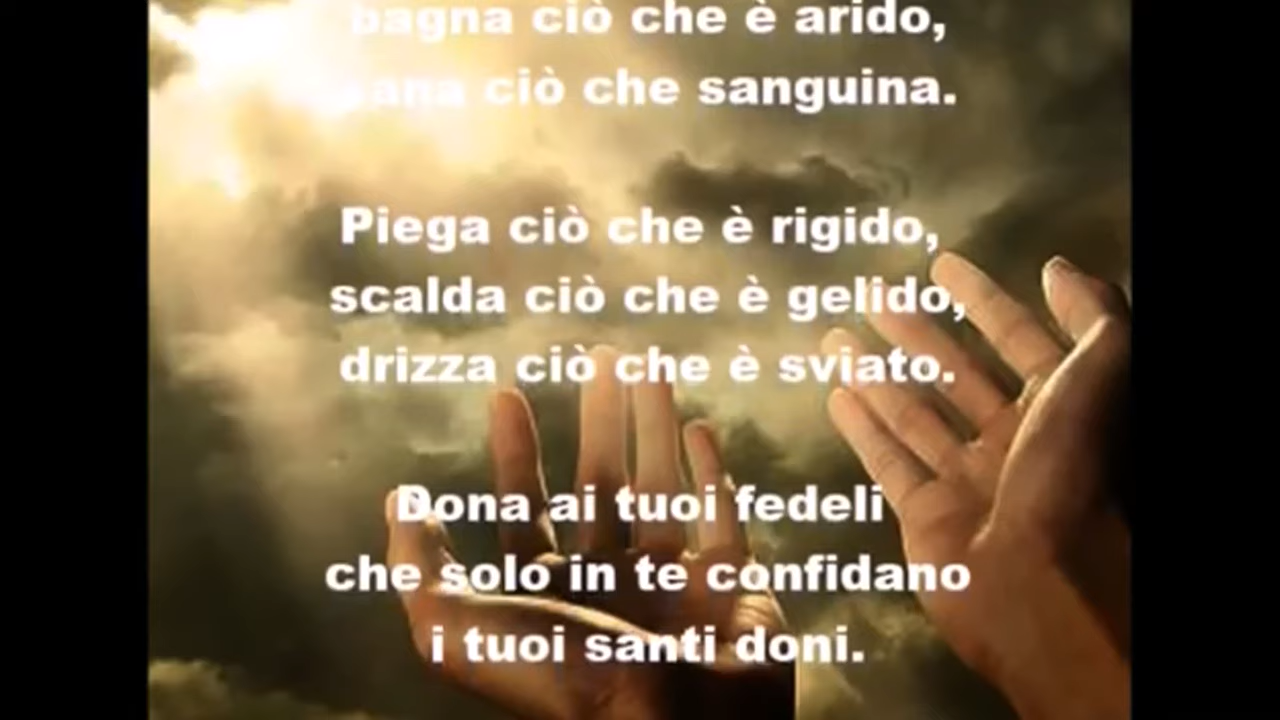 bagna ciò che è arido,
sana ciò che sanguina.
Piega ciò che è rigido,
scalda ciò che è gelido,
drizza ciò che è sviato.
Dona ai tuoi fedeli
che solo in te confidano
i tuoi santi doni.